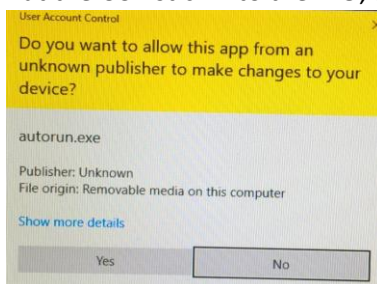 User Account Control
Do you want to allow this app from an
unknown publisher to make changes to your
device?
autorun.exe
Publisher: Unknown
File origin: Removable media on this computer
Show more details
Yes
No